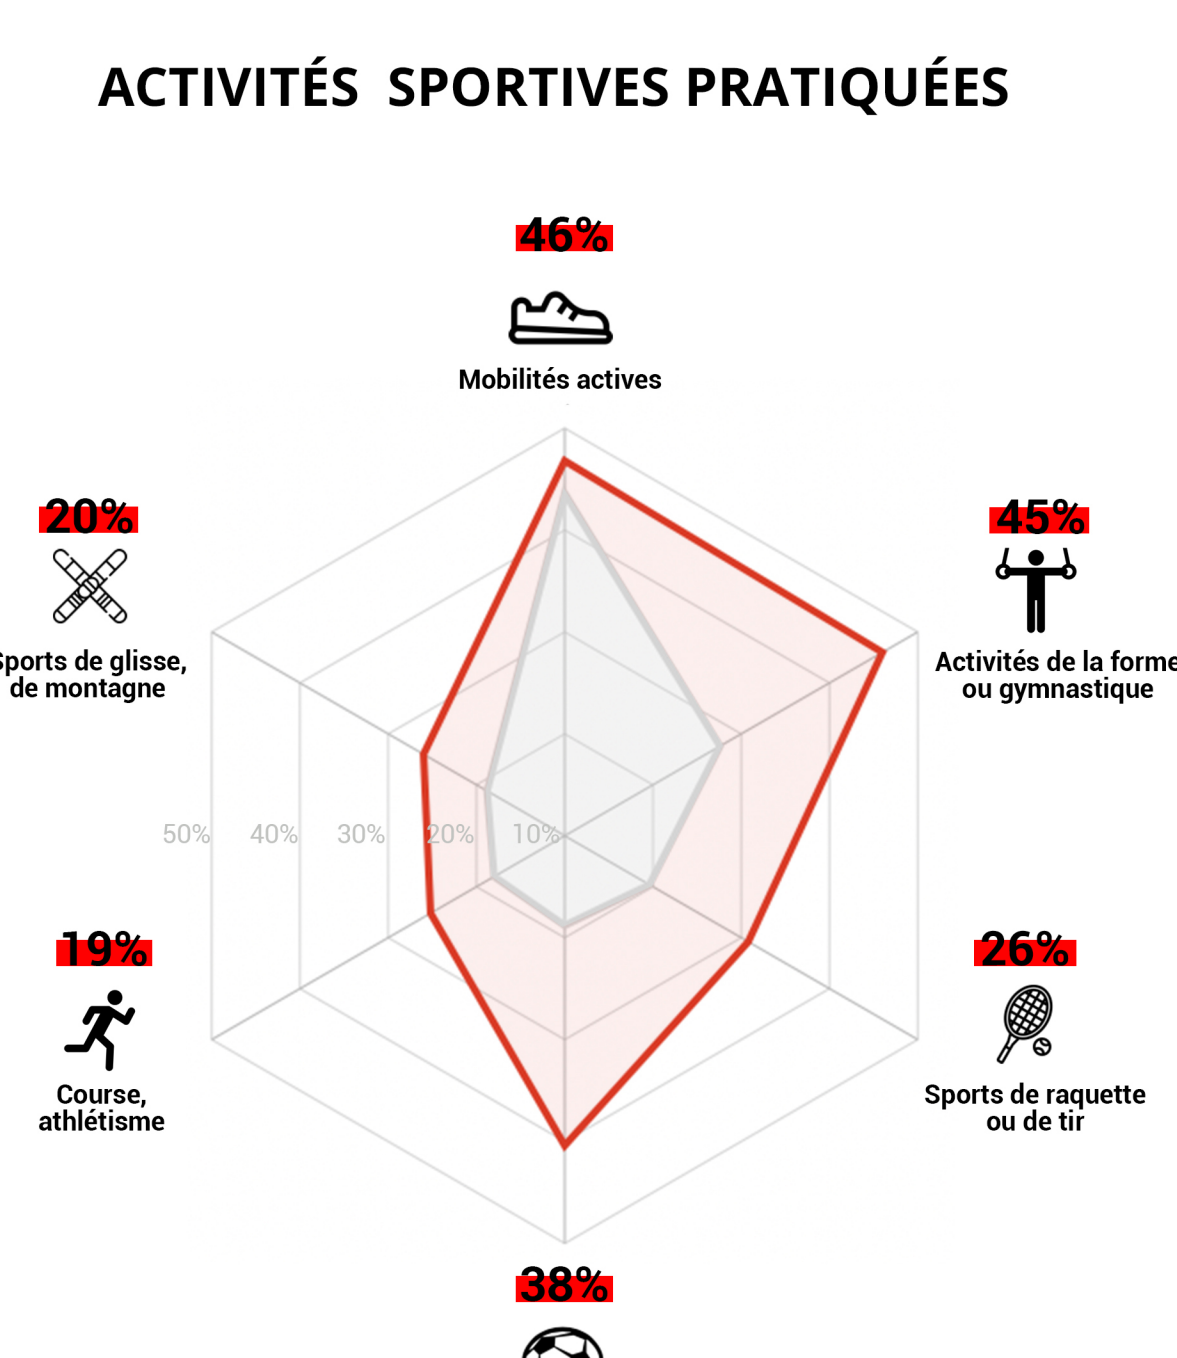 ACTIVITÉS SPORTIVES PRATIQUÉES
46%
Mobilités actives
20%
Sports de glisse,
de montagne
45%
Activités de la forme
ou gymnastique
50% 40% 30% 20% 10%
19%
Course,
athlétisme
26%
Sports de raquette
ou de tir
38%